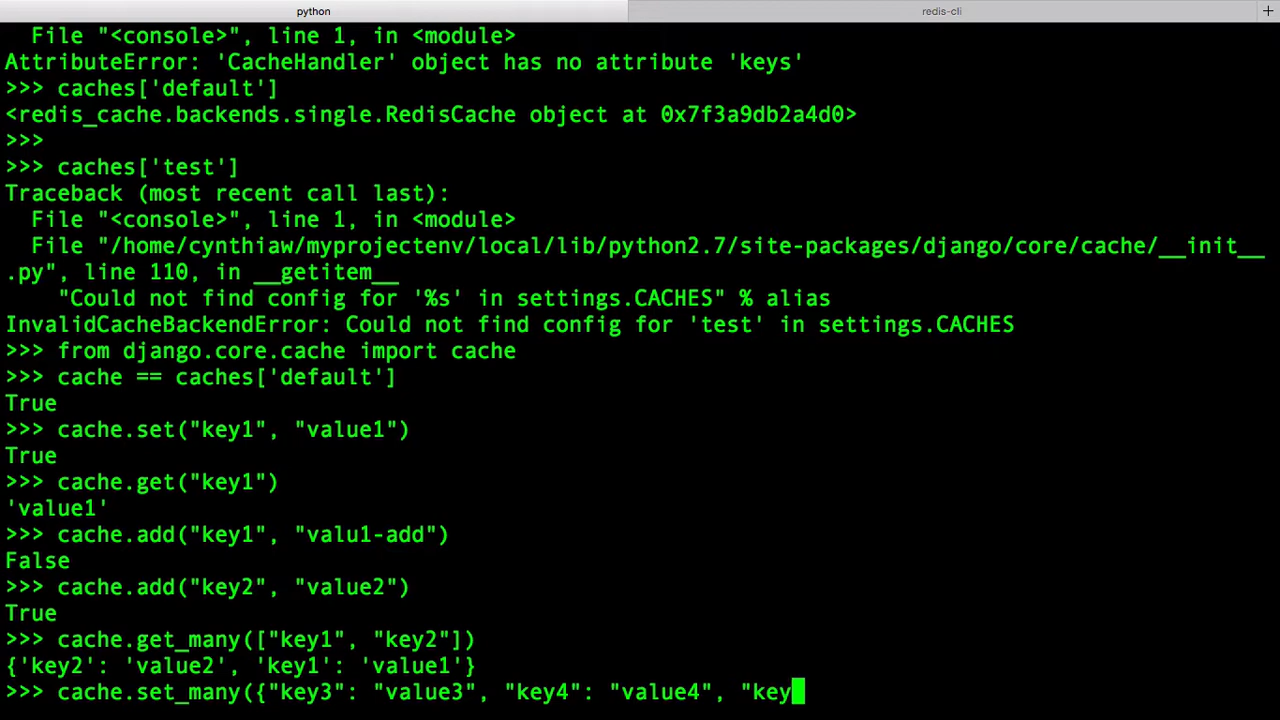 python
redis-cli
+
File "<console>", line 1, in <module>
AttributeError: 'CacheHandler' object has no attribute 'keys'
>>> caches['default']
<redis_cache.backends.single.RedisCache object at 0x7f3a9db2a4d0>
>>>
>>> caches['test']
Traceback (most recent call last):
File "<console>", line 1, in <module>
File "/home/cynthiaw/myprojectenv/local/lib/python2.7/site-packages/django/core/cache/__init__
.py", line 110, in __getitem__
"Could not find config for '%s' in settings.CACHES" % alias
InvalidCacheBackendError: Could not find config for 'test' in settings.CACHES
>>> from django.core.cache import cache
>>> cache == caches['default']
True
>>> cache.set("key1", "value1")
True
>>> cache.get("key1")
'value1'
>>> cache.add("key1", "valu1-add")
False
>>> cache.add("key2", "value2")
True
>>> cache.get_many(["key1", "key2"])
{'key2': 'value2', 'key1': 'value1'}
>>> cache.set_many({"key3": "value3", "key4": "value4", "key